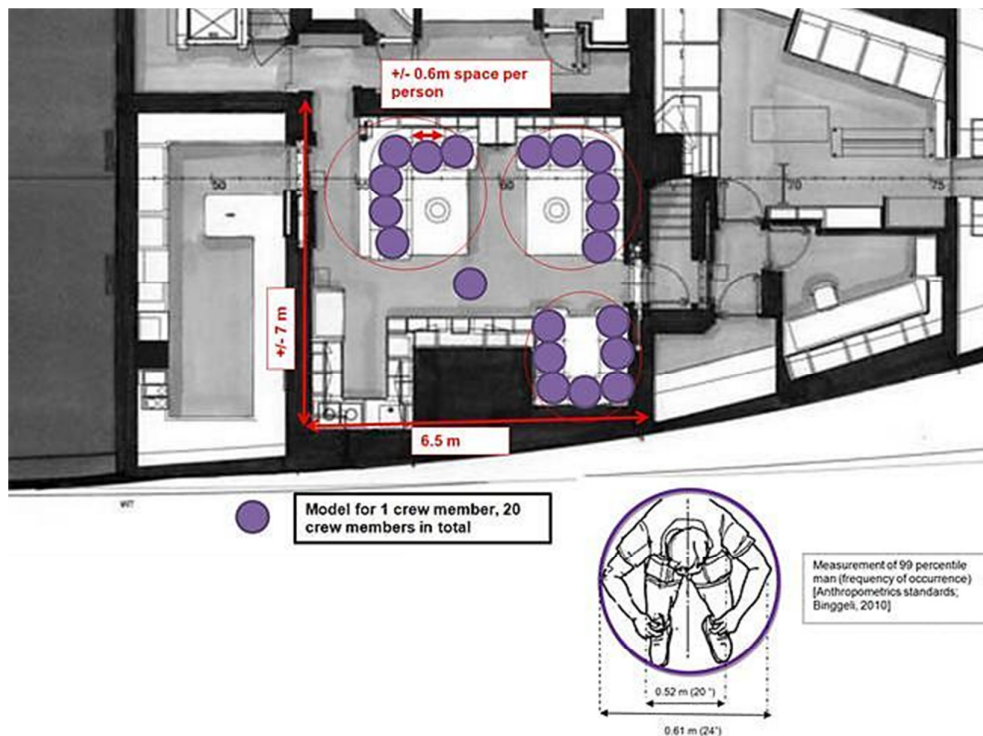 +/- 0.6m space per
person
50
55
60
70
75
+/- 7 m
6.5 m
Model for 1 crew member, 20
crew members in total
Measurement of 99 percentile
man (frequency of occurrence)
[Anthropometrics standards;
Binggeli, 2010]
0.52 m (20 ")
0.61 m (24")